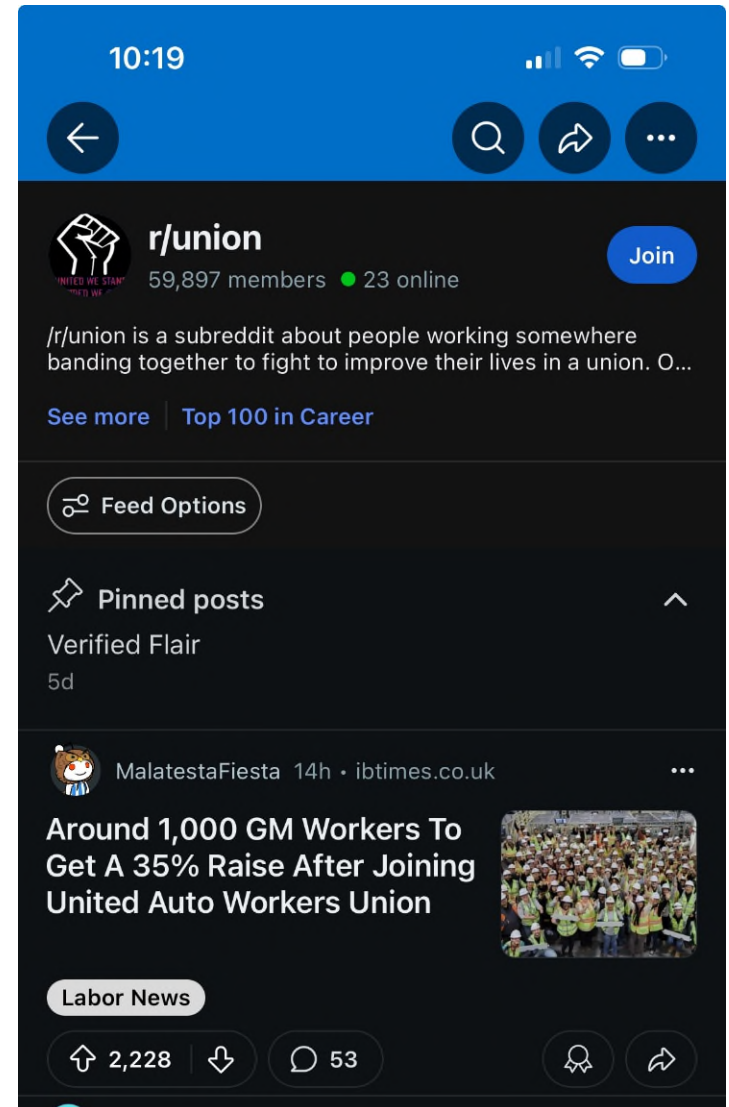 10:19
r/union
Join
59,897 members 23 online
UNITED WE STAN
/r/union is a subreddit about people working somewhere
banding together to fight to improve their lives in a union. O...
See more Top 100 in Career
Feed Options
Pinned posts
Verified Flair
5d
MalatestaFiesta 14h • ibtimes.co.uk
Around 1,000 GM Workers To
Get A 35% Raise After Joining
United Auto Workers Union
Labor News
2,228 53